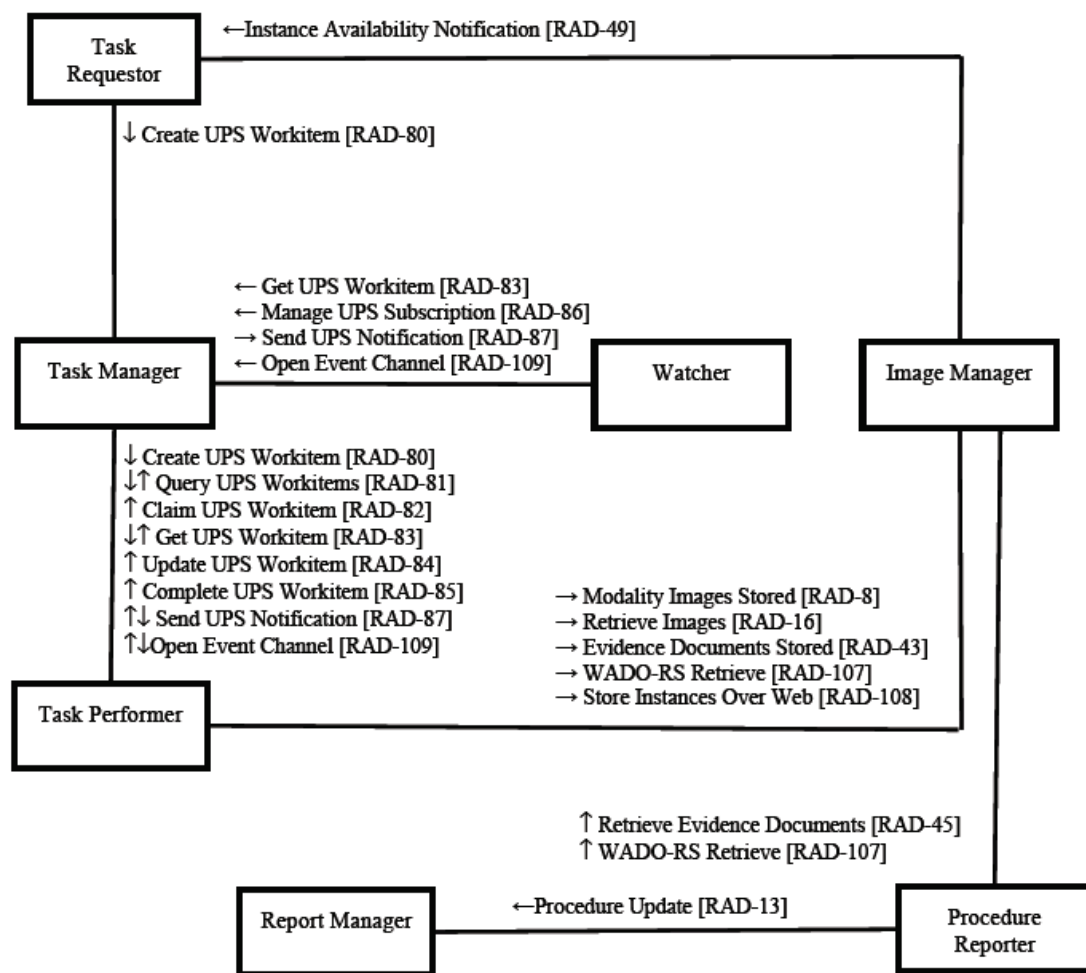 ←Instance Availability Notification [RAD-49]
Task
Requestor
↓ Create UPS Workitem [RAD-80]
← Get UPS Workitem [RAD-83]
← Manage UPS Subscription [RAD-86]
→ Send UPS Notification [RAD-87]
← Open Event Channel [RAD-109]
Task Manager
Watcher
Image Manager
↓ Create UPS Workitem [RAD-80]
↓↑ Query UPS Workitems [RAD-81]
↑ Claim UPS Workitem [RAD-82]
↓↑ Get UPS Workitem [RAD-83]
↑ Update UPS Workitem [RAD-84]
↑ Complete UPS Workitem [RAD-85]
↑↓ Send UPS Notification [RAD-87]
↑↓Open Event Channel [RAD-109]
→ Modality Images Stored [RAD-8]
→ Retrieve Images [RAD-16]
→ Evidence Documents Stored [RAD-43]
→ WADO-RS Retrieve [RAD-107]
→ Store Instances Over Web [RAD-108]
Task Performer
↑ Retrieve Evidence Documents [RAD-45]
↑ WADO-RS Retrieve [RAD-107]
Report Manager
←Procedure Update [RAD-13]
Procedure
Reporter